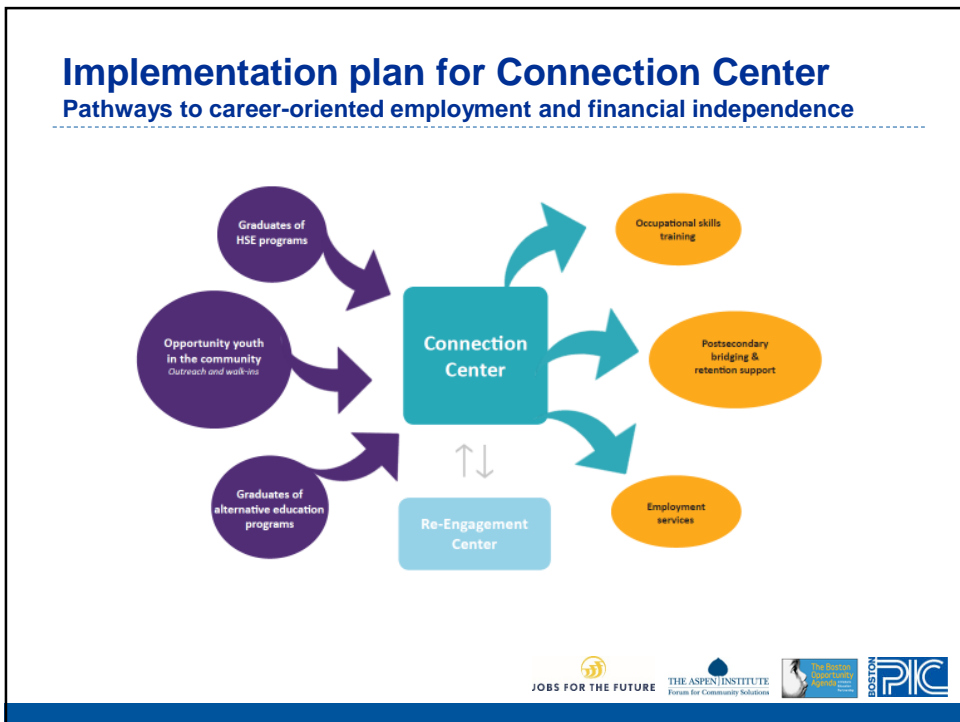 Implementation plan for Connection Center
Pathways to career-oriented employment and financial independence
Graduates of
HSE programs
Opportunity youth
in the community
Outreach and walk-ins
Graduates of
alternative education
programs
Connection
Center
Re-Engagement
Center
Occupational skills
training
Postsecondary
bridging &
retention support
Employment
services
JOBS FOR THE FUTURE
THE ASPEN INSTITUTE
Forum for Community Solutions
The Boston
Opportunity
Agenda
BOSTON
PIC